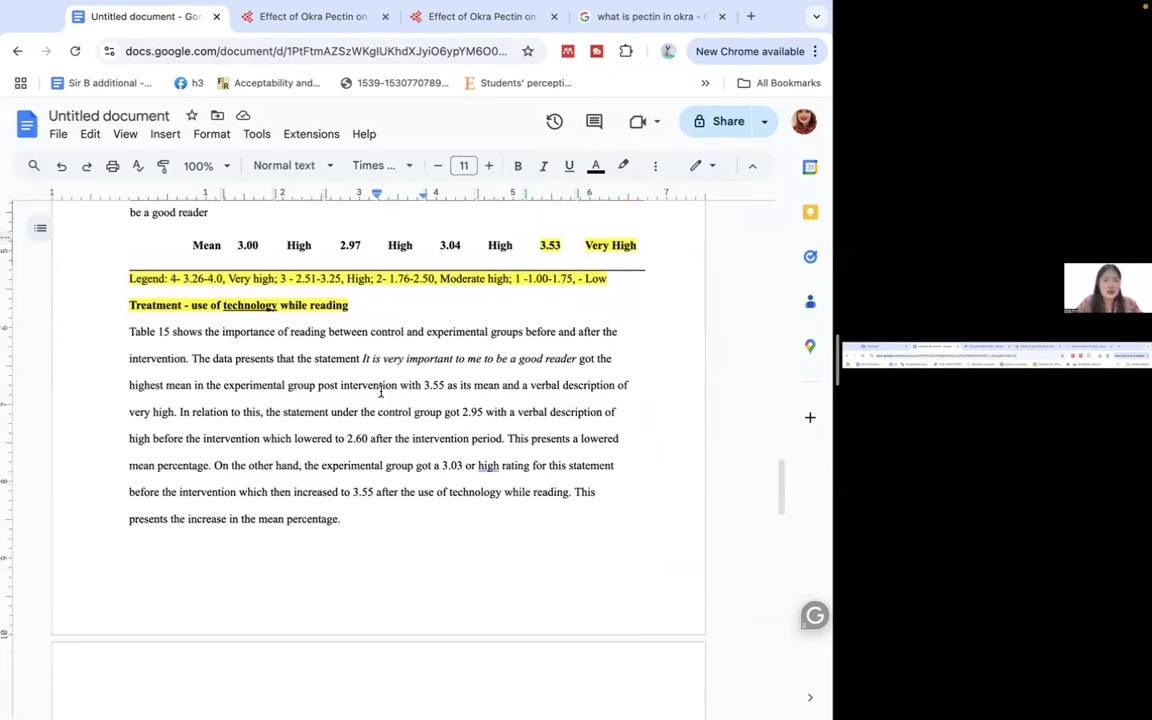 Untitled document - Goo
Effect of Okra Pectin on
Effect of Okra Pectin on
what is pectin in okra - G
docs.google.com/document/d/1PtFtmAZSzWKgIUKhdXJyiO6ypYM6O0...
New Chrome available
Sir B additional -...
h3
Acceptability and...
1539-1530770789...
Students' percepti...
All Bookmarks
Untitled document
File Edit View Insert Format Tools Extensions Help
Share
100% Normal text Times ... 11
be a good reader
Mean 3.00 High 2.97 High 3.04 High 3.53 Very High
Legend: 4- 3.26-4.0, Very high; 3 - 2.51-3.25, High; 2- 1.76-2.50, Moderate high; 1 -1.00-1.75, - Low
Treatment - use of technology while reading
Table 15 shows the importance of reading between control and experimental groups before and after the
intervention. The data presents that the statement It is very important to me to be a good reader got the
highest mean in the experimental group post intervention with 3.55 as its mean and a verbal description of
very high. In relation to this, the statement under the control group got 2.95 with a verbal description of
high before the intervention which lowered to 2.60 after the intervention period. This presents a lowered
mean percentage. On the other hand, the experimental group got a 3.03 or high rating for this statement
before the intervention which then increased to 3.55 after the use of technology while reading. This
presents the increase in the mean percentage.